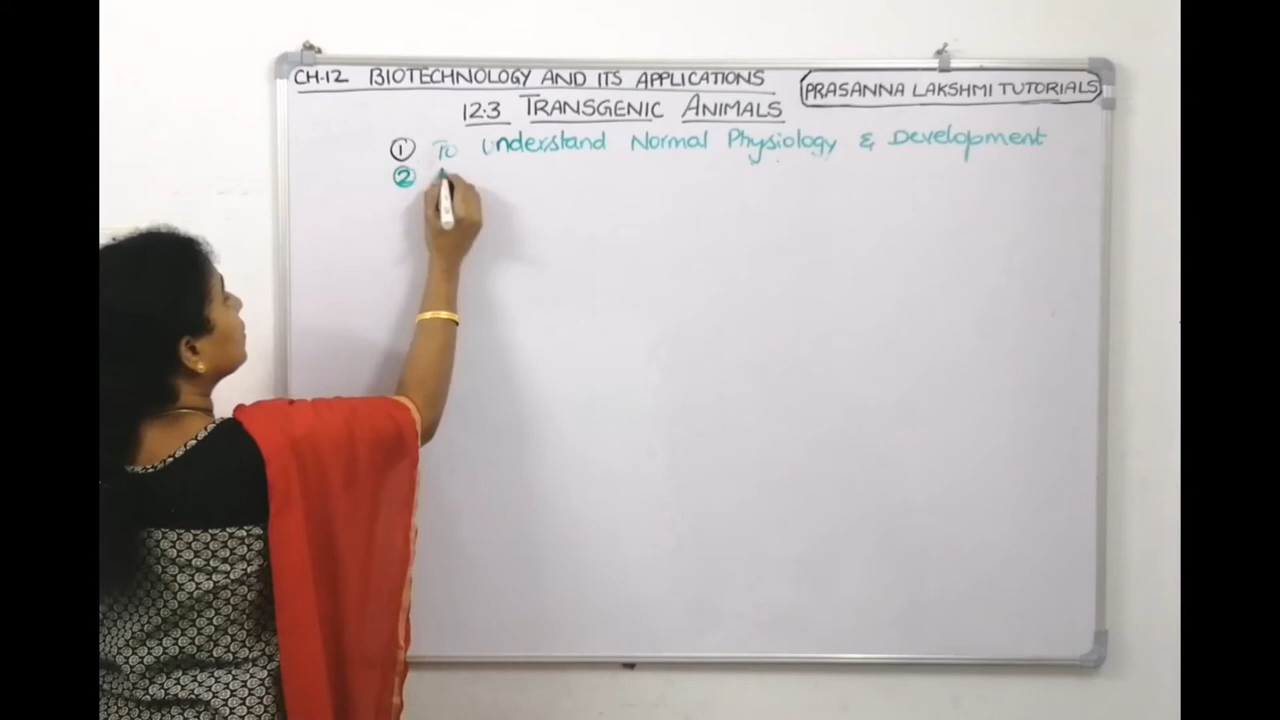 CH.12 BIOTECHNOLOGY AND ITS APPLICATIONS
PRASANNA LAKSHMI TUTORIALS
12.3 TRANSGENIC ANIMALS
① To Understand Normal Physiology & Development
②